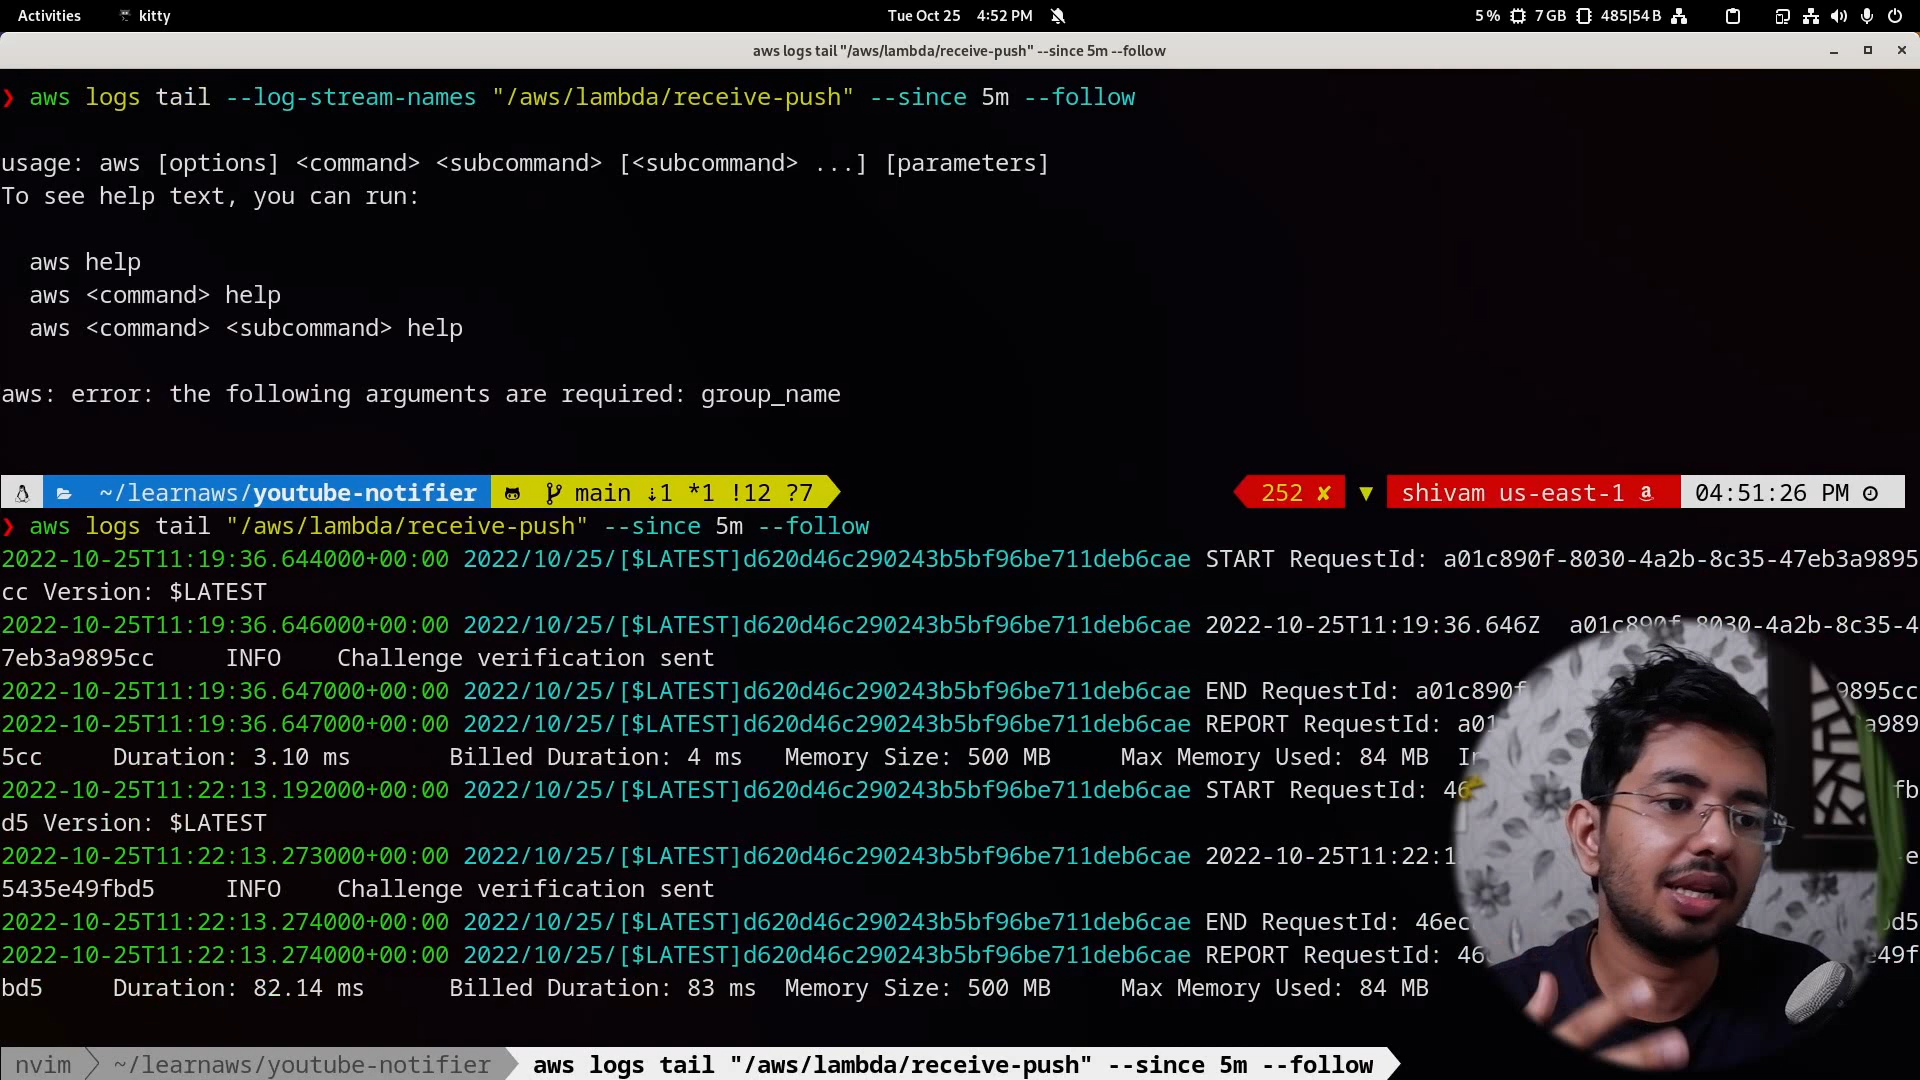 Activities kitty Tue Oct 25 4:52 PM 5 % 7 GB 485|54 B
aws logs tail "/aws/lambda/receive-push" --since 5m --follow
❯ aws logs tail --log-stream-names "/aws/lambda/receive-push" --since 5m --follow
usage: aws [options] <command> <subcommand> [<subcommand> ...] [parameters]
To see help text, you can run:
aws help
aws <command> help
aws <command> <subcommand> help
aws: error: the following arguments are required: group_name
~/learnaws/youtube-notifier main ⇣1 *1 !12 ?7 252 ✘ ▼ shivam us-east-1 04:51:26 PM
❯ aws logs tail "/aws/lambda/receive-push" --since 5m --follow
2022-10-25T11:19:36.644000+00:00 2022/10/25/[$LATEST]d620d46c290243b5bf96be711deb6cae START RequestId: a01c890f-8030-4a2b-8c35-47eb3a9895
cc Version: $LATEST
2022-10-25T11:19:36.646000+00:00 2022/10/25/[$LATEST]d620d46c290243b5bf96be711deb6cae 2022-10-25T11:19:36.646Z a01c890f-8030-4a2b-8c35-4
7eb3a9895cc INFO Challenge verification sent
2022-10-25T11:19:36.647000+00:00 2022/10/25/[$LATEST]d620d46c290243b5bf96be711deb6cae END RequestId: a01c890f 9895cc
2022-10-25T11:19:36.647000+00:00 2022/10/25/[$LATEST]d620d46c290243b5bf96be711deb6cae REPORT RequestId: a01 a989
5cc Duration: 3.10 ms Billed Duration: 4 ms Memory Size: 500 MB Max Memory Used: 84 MB
2022-10-25T11:22:13.192000+00:00 2022/10/25/[$LATEST]d620d46c290243b5bf96be711deb6cae START RequestId: 46 fb
d5 Version: $LATEST
2022-10-25T11:22:13.273000+00:00 2022/10/25/[$LATEST]d620d46c290243b5bf96be711deb6cae 2022-10-25T11:22:1 e
5435e49fbd5 INFO Challenge verification sent
2022-10-25T11:22:13.274000+00:00 2022/10/25/[$LATEST]d620d46c290243b5bf96be711deb6cae END RequestId: 46ec bd5
2022-10-25T11:22:13.274000+00:00 2022/10/25/[$LATEST]d620d46c290243b5bf96be711deb6cae REPORT RequestId: 46 e49f
bd5 Duration: 82.14 ms Billed Duration: 83 ms Memory Size: 500 MB Max Memory Used: 84 MB
nvim ~/learnaws/youtube-notifier aws logs tail "/aws/lambda/receive-push" --since 5m --follow